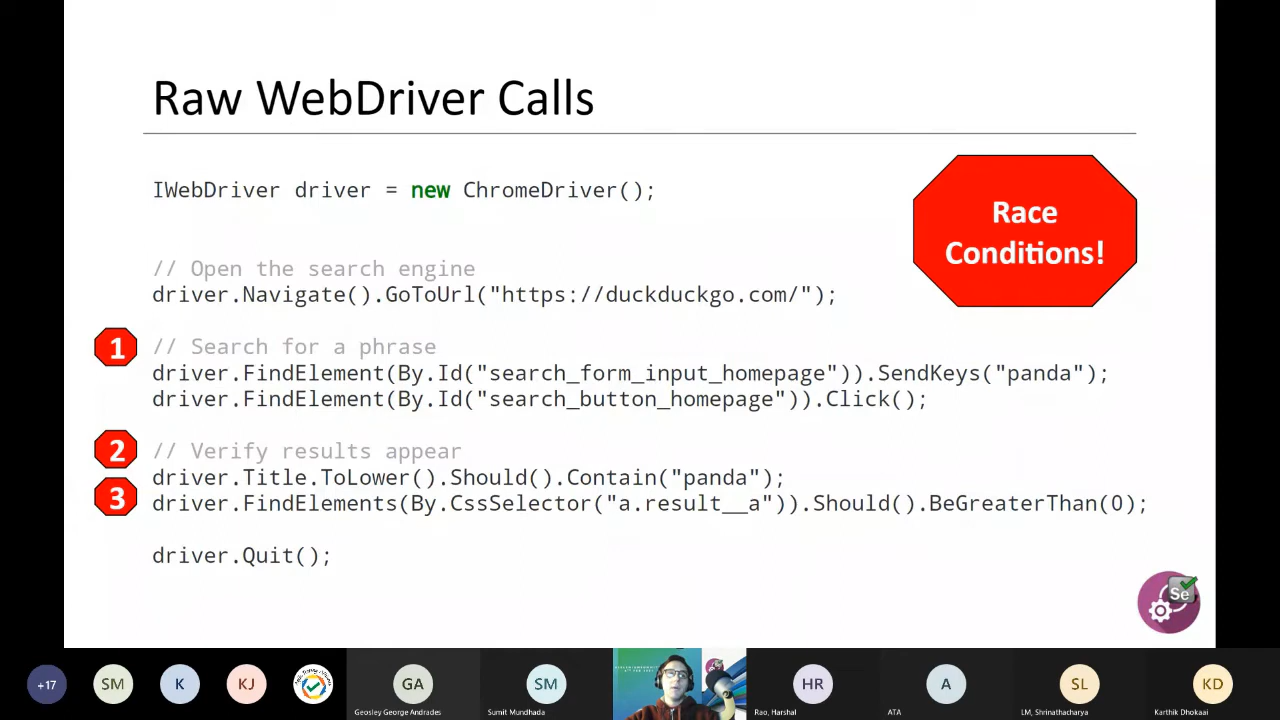 Raw WebDriver Calls
IWebDriver driver = new ChromeDriver();
Race
Conditions!
// Open the search engine
driver.Navigate().GoToUrl("https://duckduckgo.com/");
1
// Search for a phrase
driver.FindElement(By.Id("search_form_input_homepage")).SendKeys("panda");
driver.FindElement(By.Id("search_button_homepage")).Click();
2
// Verify results appear
driver.Title.ToLower().Should().Contain("panda");
3
driver.FindElements(By.CssSelector("a.result__a")).Should().BeGreaterThan(0);
driver.Quit();
Se
+17
SM
K
KJ
GA
Geosley George Andrades
SM
Sumit Mundhada
HR
Rao, Harshal
A
ATA
SL
LM, Shrinathacharya
KD
Karthik Dhokaai